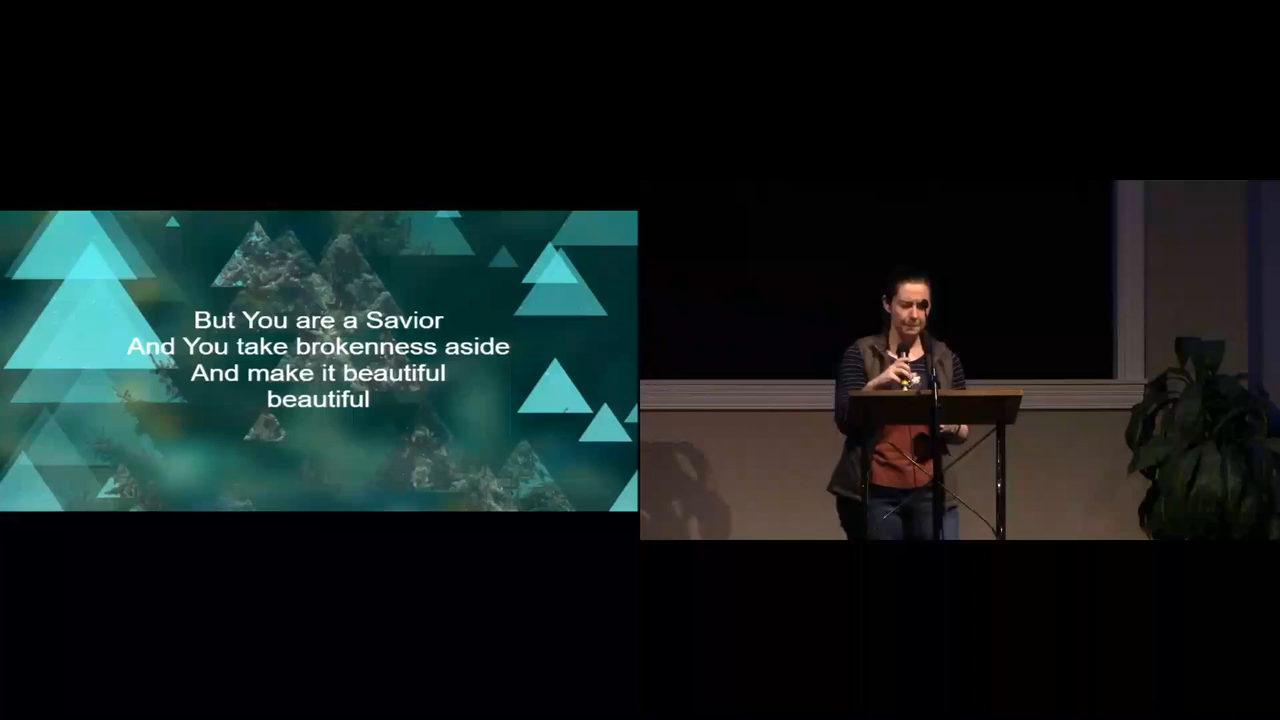 But You are a Savior
And You take brokenness aside
And make it beautiful
beautiful